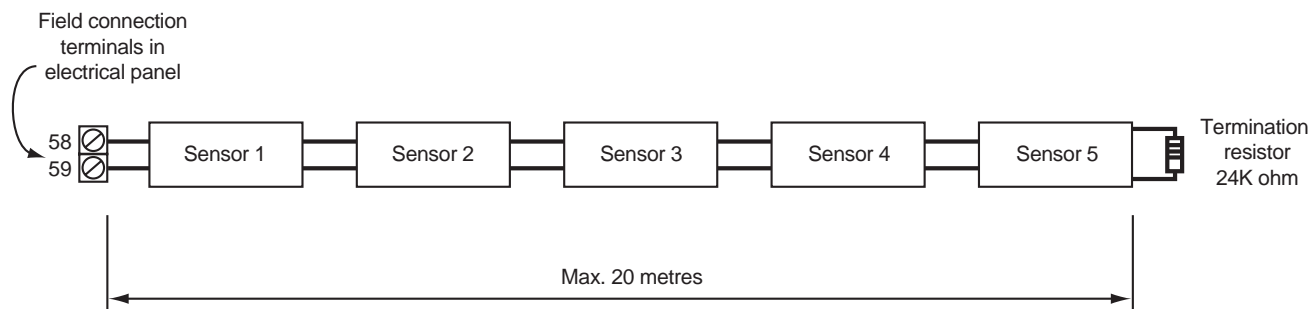 Field connection
terminals in
electrical panel
58
59
Sensor 1
Sensor 2
Sensor 3
Sensor 4
Sensor 5
Termination
resistor
24K ohm
Max. 20 metres